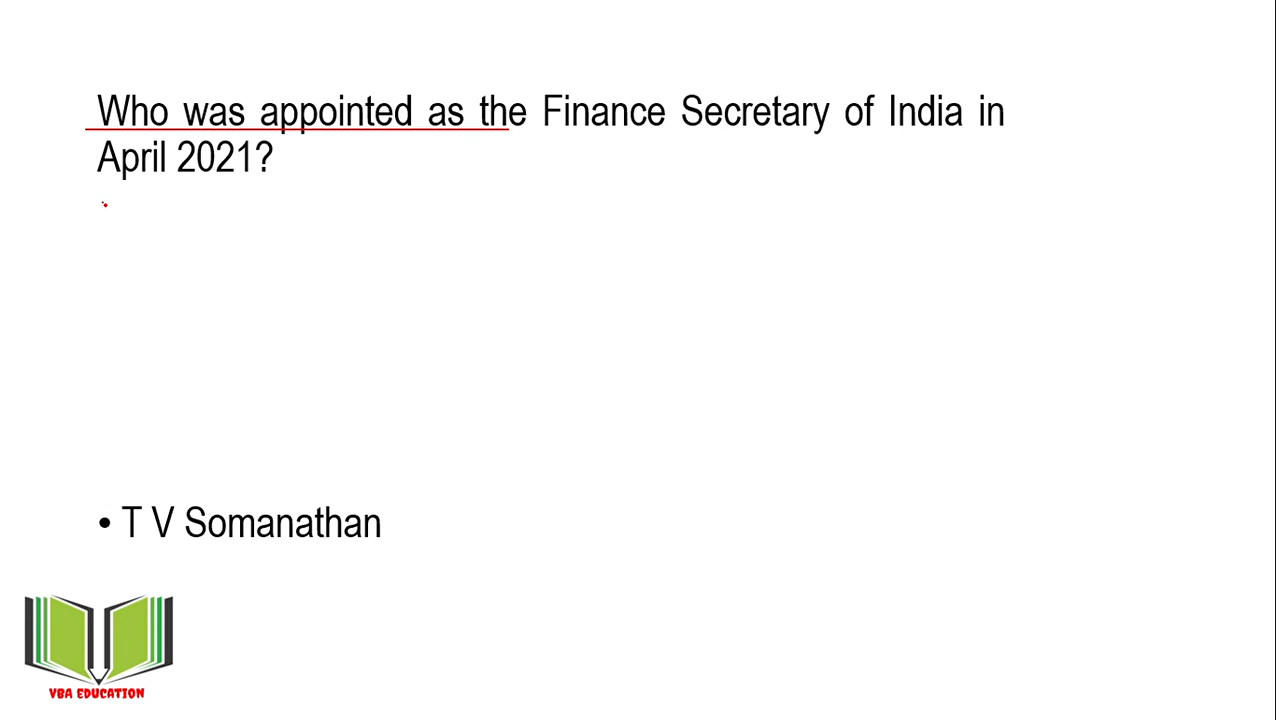 Who was appointed as the Finance Secretary of India in
April 2021?
• T V Somanathan
VBA EDUCATION